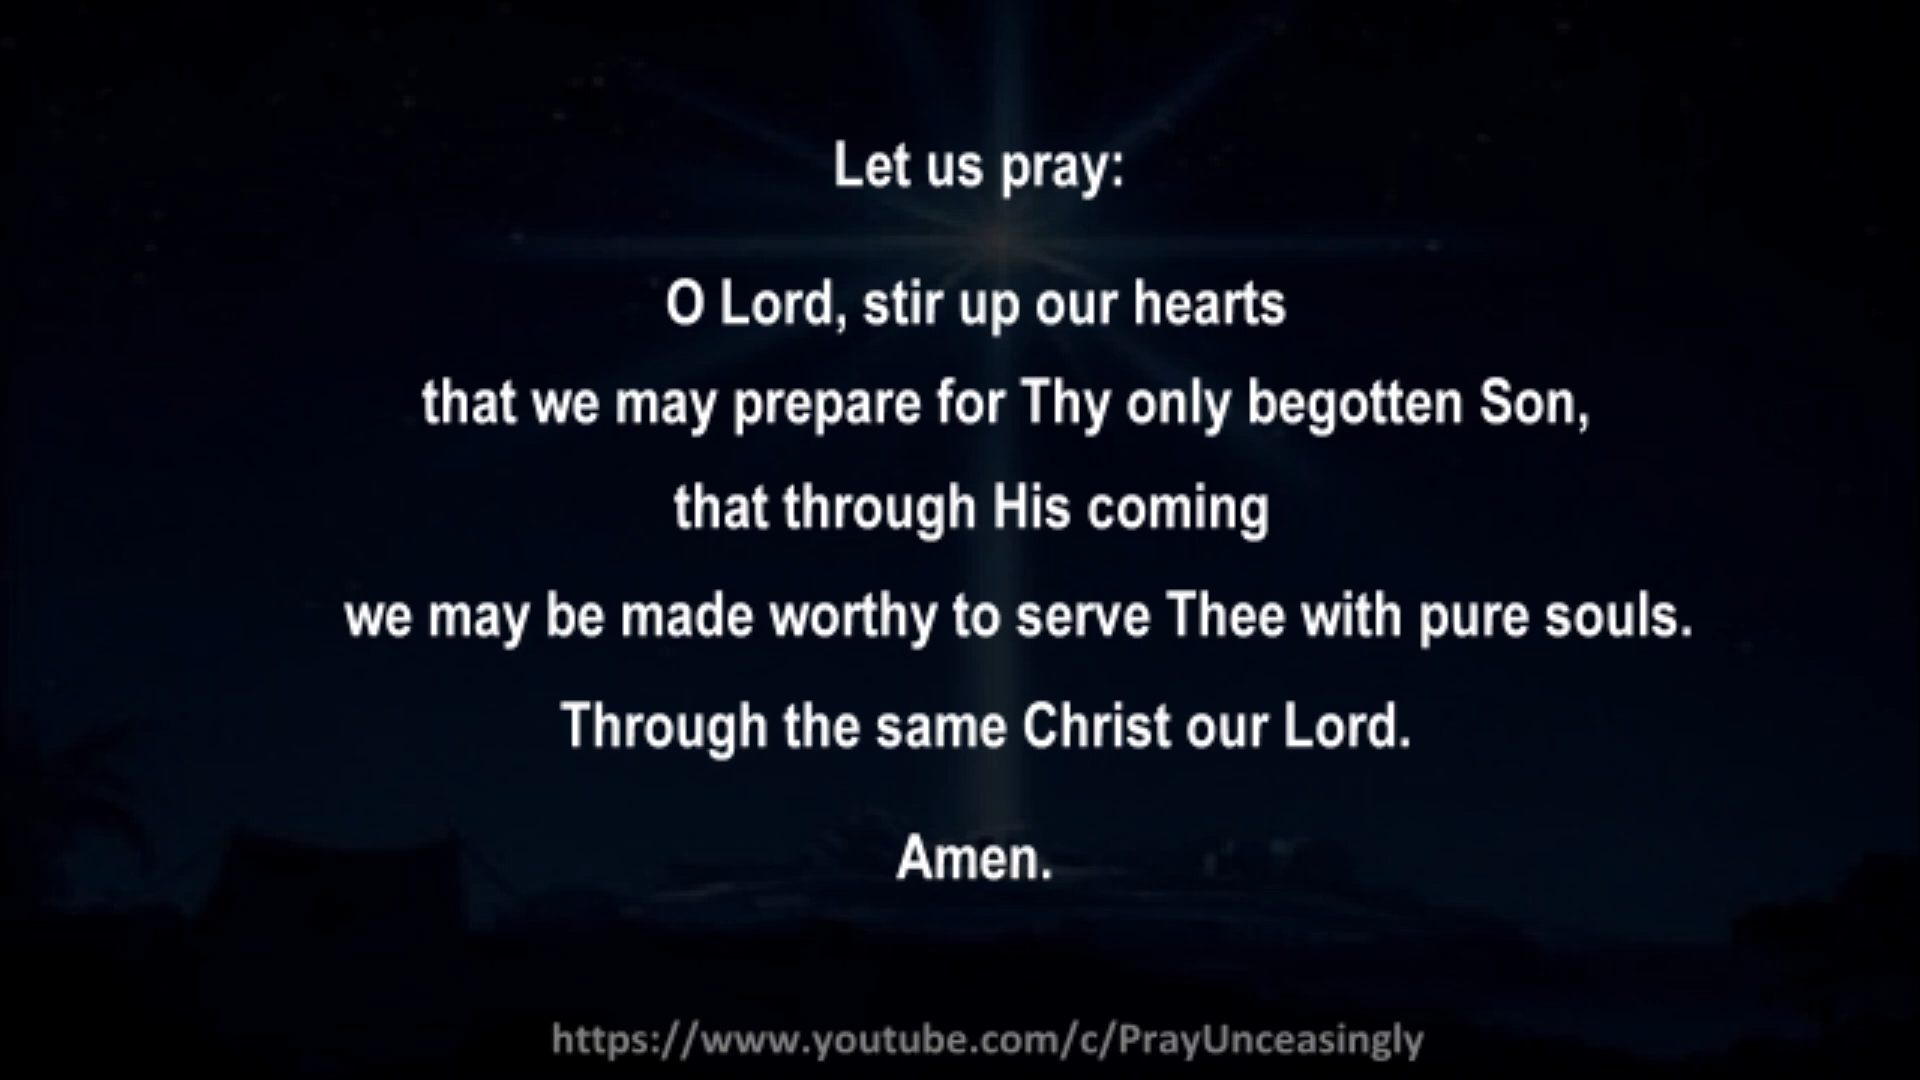 Let us pray:
O Lord, stir up our hearts
that we may prepare for Thy only begotten Son,
that through His coming
we may be made worthy to serve Thee with pure souls.
Through the same Christ our Lord.
Amen.
https://www.youtube.com/c/PrayUnceasingly